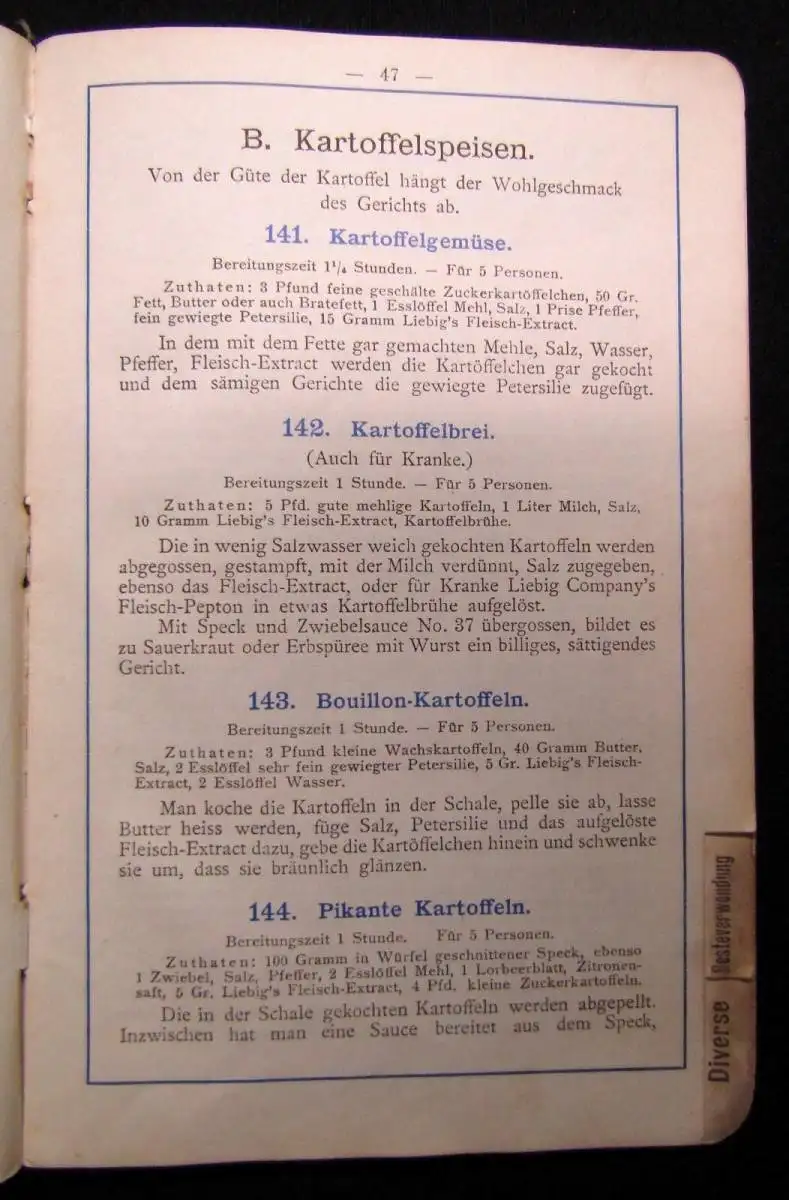 — 47 —
B. Kartoffelspeisen.
Von der Güte der Kartoffel hängt der Wohlgeschmack
des Gerichts ab.
141. Kartoffelgemüse.
Bereitungszeit 1¹/₄ Stunden. — Für 5 Personen.
Zuthaten: 3 Pfund feine geschälte Zuckerkartöffelchen, 50 Gr.
Fett, Butter oder auch Bratefett, 1 Esslöffel Mehl, Salz, 1 Prise Pfeffer,
fein gewiegte Petersilie, 15 Gramm Liebig's Fleisch-Extract.
In dem mit dem Fette gar gemachten Mehle, Salz, Wasser,
Pfeffer, Fleisch-Extract werden die Kartöffelchen gar gekocht
und dem sämigen Gerichte die gewiegte Petersilie zugefügt.
142. Kartoffelbrei.
(Auch für Kranke.)
Bereitungszeit 1 Stunde. — Für 5 Personen.
Zuthaten: 5 Pfd. gute mehlige Kartoffeln, 1 Liter Milch, Salz,
10 Gramm Liebig's Fleisch-Extract, Kartoffelbrühe.
Die in wenig Salzwasser weich gekochten Kartoffeln werden
abgegossen, gestampft, mit der Milch verdünnt, Salz zugegeben,
ebenso das Fleisch-Extract, oder für Kranke Liebig Company's
Fleisch-Pepton in etwas Kartoffelbrühe aufgelöst.
Mit Speck und Zwiebelsauce No. 37 übergossen, bildet es
zu Sauerkraut oder Erbspüree mit Wurst ein billiges, sättigendes
Gericht.
143. Bouillon-Kartoffeln.
Bereitungszeit 1 Stunde. — Für 5 Personen.
Zuthaten: 3 Pfund kleine Wachskartoffeln, 40 Gramm Butter,
Salz, 2 Esslöffel sehr fein gewiegter Petersilie, 5 Gr. Liebig's Fleisch-
Extract, 2 Esslöffel Wasser.
Man koche die Kartoffeln in der Schale, pelle sie ab, lasse
Butter heiss werden, füge Salz, Petersilie und das aufgelöste
Fleisch-Extract dazu, gebe die Kartöffelchen hinein und schwenke
sie um, dass sie bräunlich glänzen.
144. Pikante Kartoffeln.
Bereitungszeit 1 Stunde. Für 5 Personen.
Zuthaten: 100 Gramm in Würfel geschnittener Speck, ebenso
1 Zwiebel, Salz, Pfeffer, 2 Esslöffel Mehl, 1 Lorbeerblatt, Zitronen-
saft, 5 Gr. Liebig's Fleisch-Extract, 4 Pfd. kleine Zuckerkartoffeln.
Die in der Schale gekochten Kartoffeln werden abgepellt.
Inzwischen hat man eine Sauce bereitet aus dem Speck,
Resteverwendung
Diverse